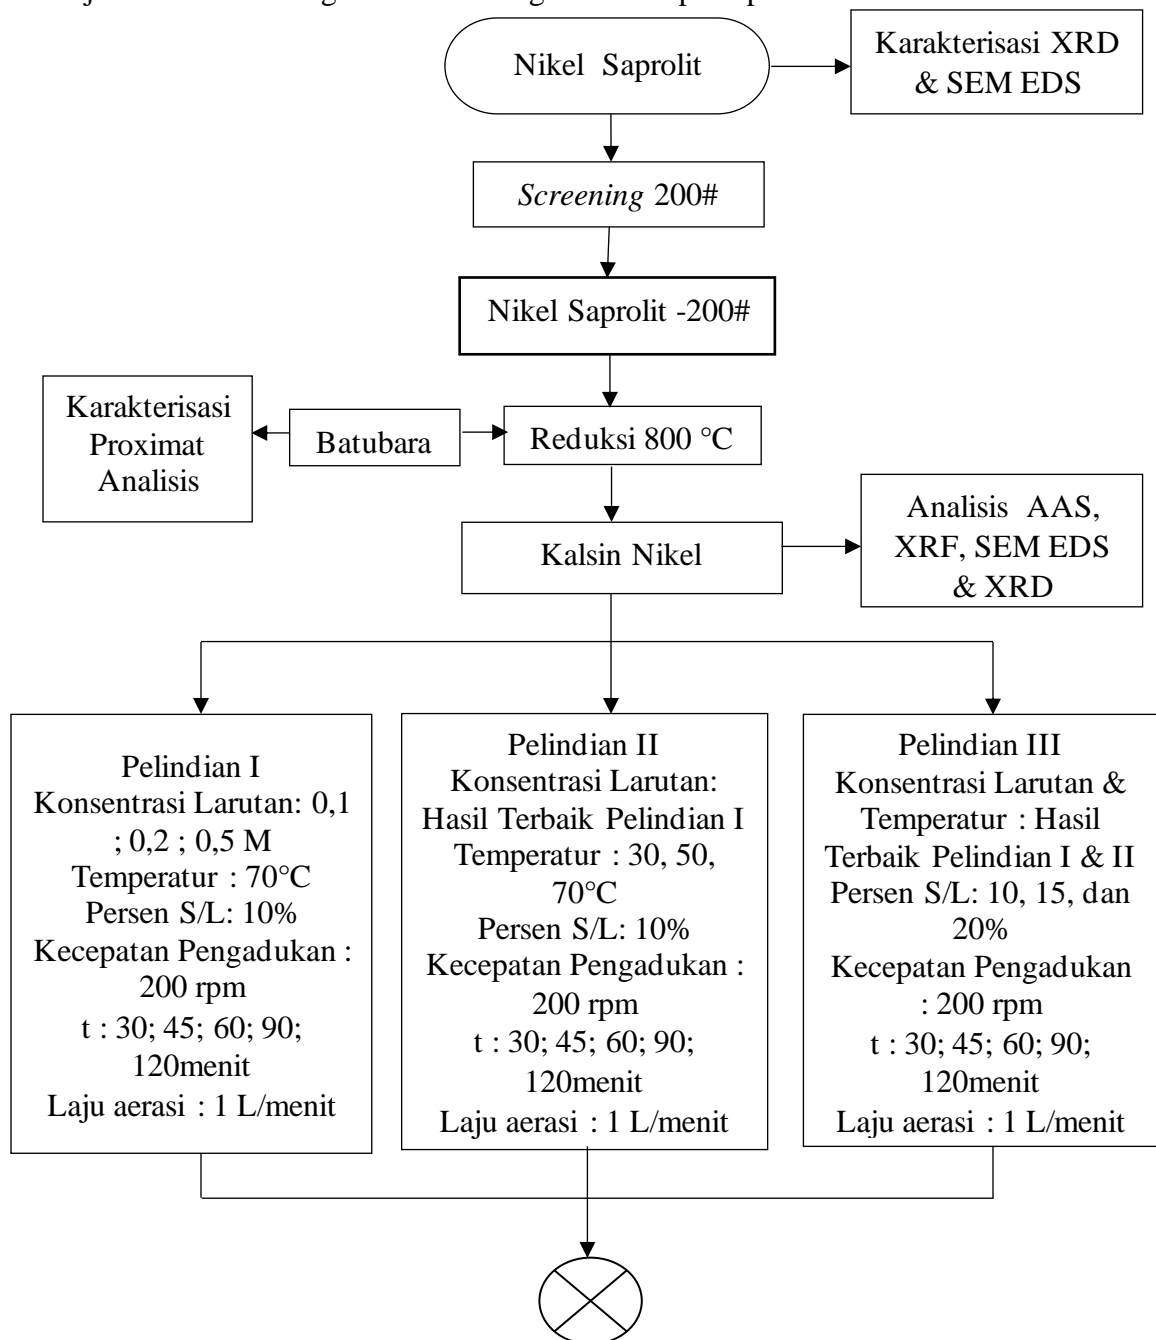 Nikel Saprolit
Karakterisasi XRD
& SEM EDS
Screening 200#
Nikel Saprolit -200#
Karakterisasi
Proximat
Analisis
Batubara
Reduksi 800 °C
Kalsin Nikel
Analisis AAS,
XRF, SEM EDS
& XRD
Pelindian I
Konsentrasi Larutan: 0,1
; 0,2 ; 0,5 M
Temperatur : 70°C
Persen S/L: 10%
Kecepatan Pengadukan :
200 rpm
t : 30; 45; 60; 90;
120menit
Laju aerasi : 1 L/menit
Pelindian II
Konsentrasi Larutan:
Hasil Terbaik Pelindian I
Temperatur : 30, 50,
70°C
Persen S/L: 10%
Kecepatan Pengadukan :
200 rpm
t : 30; 45; 60; 90;
120menit
Laju aerasi : 1 L/menit
Pelindian III
Konsentrasi Larutan &
Temperatur : Hasil
Terbaik Pelindian I & II
Persen S/L: 10, 15, dan
20%
Kecepatan Pengadukan
: 200 rpm
t : 30; 45; 60; 90;
120menit
Laju aerasi : 1 L/menit